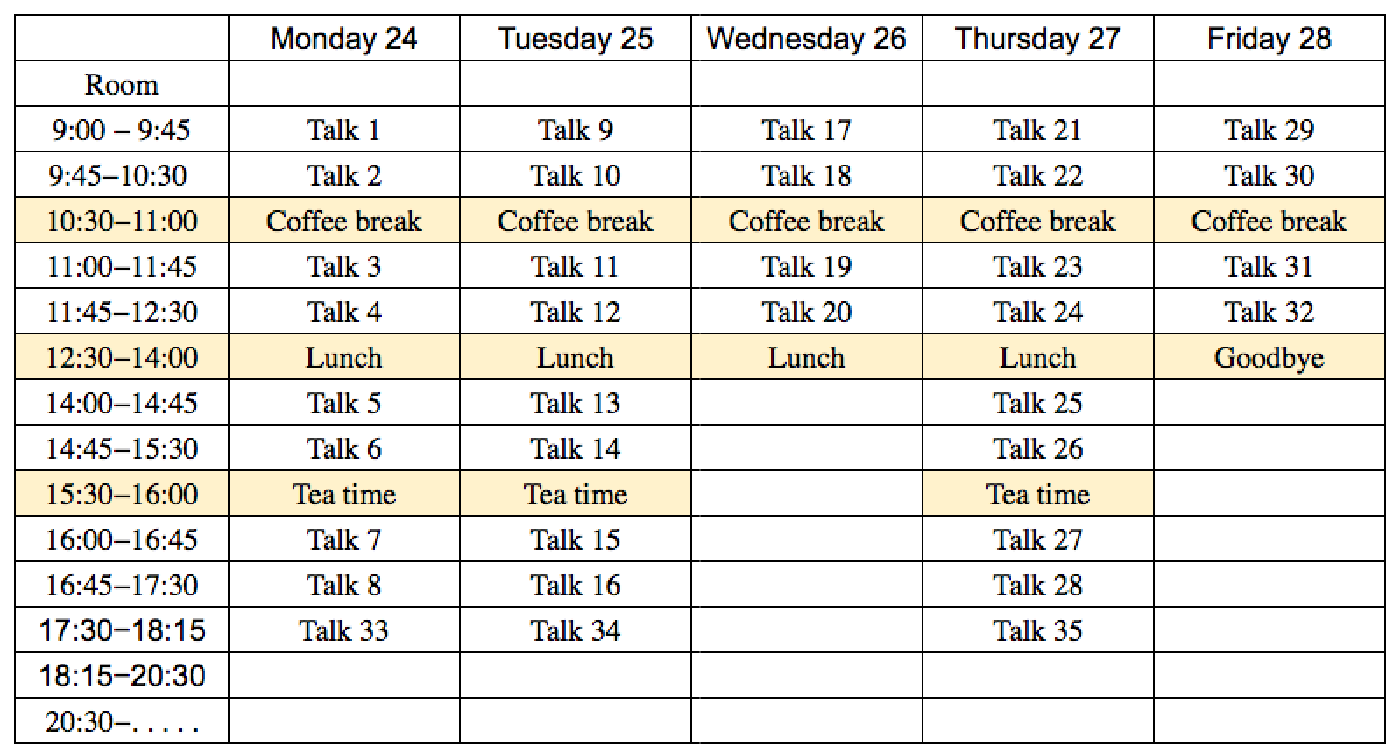 Monday 24 Tuesday 25 Wednesday 26 Thursday 27 Friday 28
Room
9:00 – 9:45 Talk 1 Talk 9 Talk 17 Talk 21 Talk 29
9:45–10:30 Talk 2 Talk 10 Talk 18 Talk 22 Talk 30
10:30–11:00 Coffee break Coffee break Coffee break Coffee break Coffee break
11:00–11:45 Talk 3 Talk 11 Talk 19 Talk 23 Talk 31
11:45–12:30 Talk 4 Talk 12 Talk 20 Talk 24 Talk 32
12:30–14:00 Lunch Lunch Lunch Lunch Goodbye
14:00–14:45 Talk 5 Talk 13 Talk 25
14:45–15:30 Talk 6 Talk 14 Talk 26
15:30–16:00 Tea time Tea time Tea time
16:00–16:45 Talk 7 Talk 15 Talk 27
16:45–17:30 Talk 8 Talk 16 Talk 28
17:30–18:15 Talk 33 Talk 34 Talk 35
18:15–20:30
20:30–. . . . .